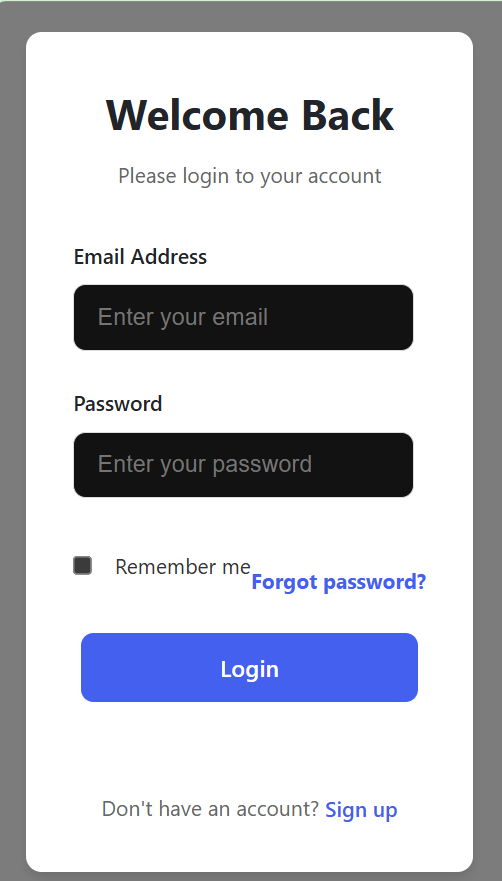 Welcome Back
Please login to your account
Email Address
Enter your email
Password
Enter your password
Remember me
Forgot password?
Login
Don't have an account? Sign up